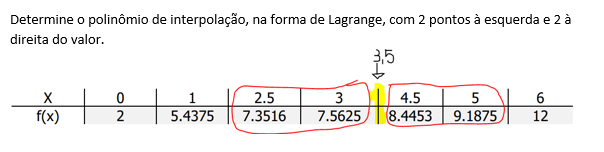 Determine o polinômio de interpolação, na forma de Lagrange, com 2 pontos à esquerda e 2 à
direita do valor.
3,5
X 0 1 2.5 3 4.5 5 6
f(x) 2 5.4375 7.3516 7.5625 8.4453 9.1875 12